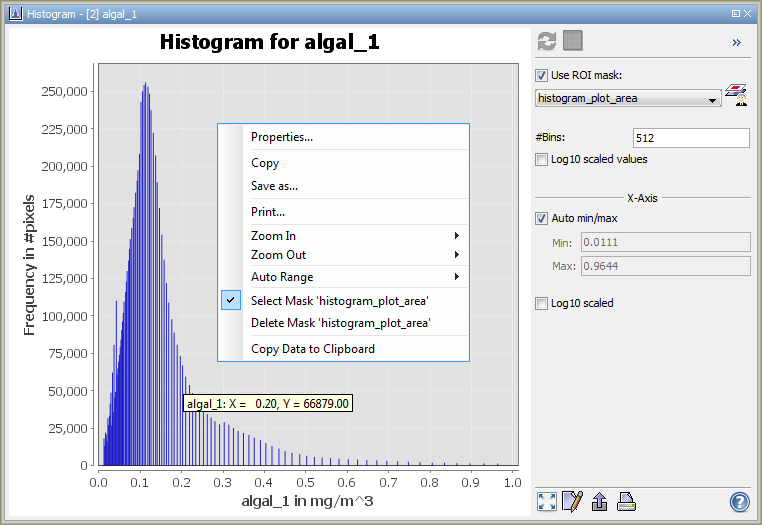 Histogram - [2] algal_1
Histogram for algal_1
Frequency in #pixels
250,000
225,000
200,000
175,000
150,000
125,000
100,000
75,000
50,000
25,000
0
0.0 0.1 0.2 0.3 0.4 0.5 0.6 0.7 0.8 0.9 1.0
algal_1 in mg/m^3
Properties...
Copy
Save as...
Print...
Zoom In
Zoom Out
Auto Range
Select Mask 'histogram_plot_area'
Delete Mask 'histogram_plot_area'
Copy Data to Clipboard
algal_1: X = 0.20, Y = 66879.00
»
Use ROI mask:
histogram_plot_area
#Bins: 512
Log10 scaled values
X-Axis
Auto min/max
Min: 0.0111
Max: 0.9644
Log10 scaled
?